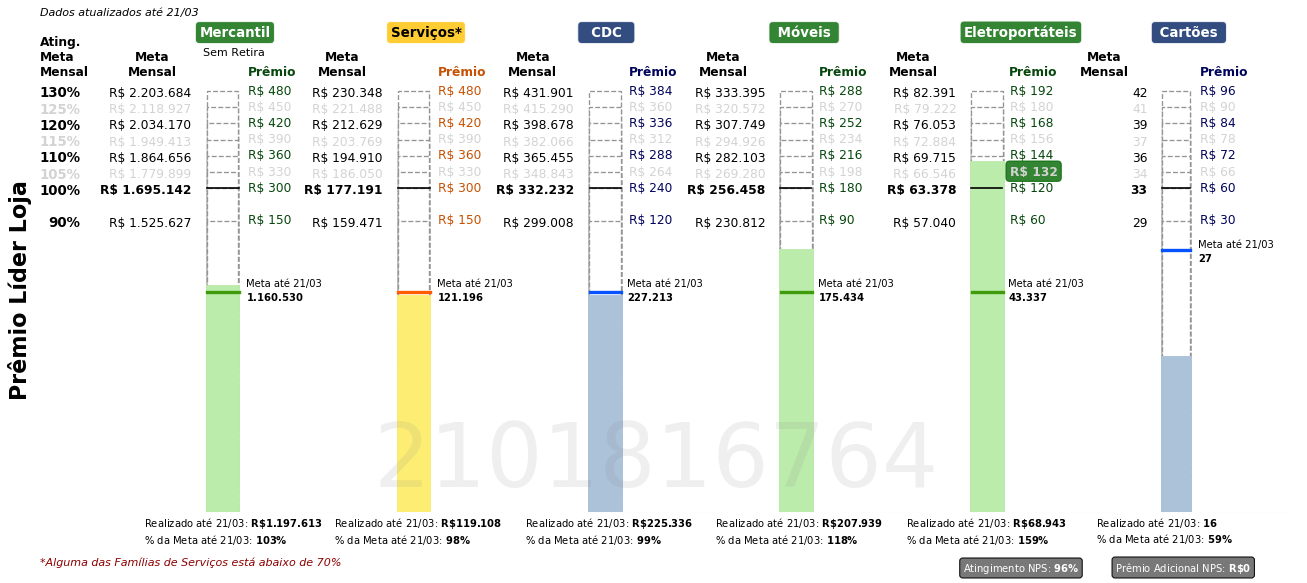 Dados atualizados até 21/03
Mercantil Serviços* CDC Móveis Eletroportáteis Cartões
Sem Retira
Ating. Meta Mensal
Meta Mensal Prêmio Meta Mensal Prêmio Meta Mensal Prêmio Meta Mensal Prêmio Meta Mensal Prêmio Meta Mensal Prêmio
130% R$ 2.203.684 R$ 480 R$ 230.348 R$ 480 R$ 431.901 R$ 384 R$ 333.395 R$ 288 R$ 82.391 R$ 192 42 R$ 96
125% R$ 2.118.927 R$ 450 R$ 221.488 R$ 450 R$ 415.290 R$ 360 R$ 320.572 R$ 270 R$ 79.222 R$ 180 41 R$ 90
120% R$ 2.034.170 R$ 420 R$ 212.629 R$ 420 R$ 398.678 R$ 336 R$ 307.749 R$ 252 R$ 76.053 R$ 168 39 R$ 84
115% R$ 1.949.413 R$ 390 R$ 203.769 R$ 390 R$ 382.066 R$ 312 R$ 294.926 R$ 234 R$ 72.884 R$ 156 37 R$ 78
110% R$ 1.864.656 R$ 360 R$ 194.910 R$ 360 R$ 365.455 R$ 288 R$ 282.103 R$ 216 R$ 69.715 R$ 144 36 R$ 72
105% R$ 1.779.899 R$ 330 R$ 186.050 R$ 330 R$ 348.843 R$ 264 R$ 269.280 R$ 198 R$ 66.546 R$ 132 34 R$ 66
100% R$ 1.695.142 R$ 300 R$ 177.191 R$ 300 R$ 332.232 R$ 240 R$ 256.458 R$ 180 R$ 63.378 R$ 120 33 R$ 60
90% R$ 1.525.627 R$ 150 R$ 159.471 R$ 150 R$ 299.008 R$ 120 R$ 230.812 R$ 90 R$ 57.040 R$ 60 29 R$ 30
Meta até 21/03
27
Meta até 21/03 Meta até 21/03 Meta até 21/03 Meta até 21/03 Meta até 21/03
1.160.530 121.196 227.213 175.434 43.337
Prêmio Líder Loja
2101816764
Realizado até 21/03: R$1.197.613 Realizado até 21/03: R$119.108 Realizado até 21/03: R$225.336 Realizado até 21/03: R$207.939 Realizado até 21/03: R$68.943 Realizado até 21/03: 16
% da Meta até 21/03: 103% % da Meta até 21/03: 98% % da Meta até 21/03: 99% % da Meta até 21/03: 118% % da Meta até 21/03: 159% % da Meta até 21/03: 59%
*Alguma das Famílias de Serviços está abaixo de 70%
Atingimento NPS: 96% Prêmio Adicional NPS: R$0